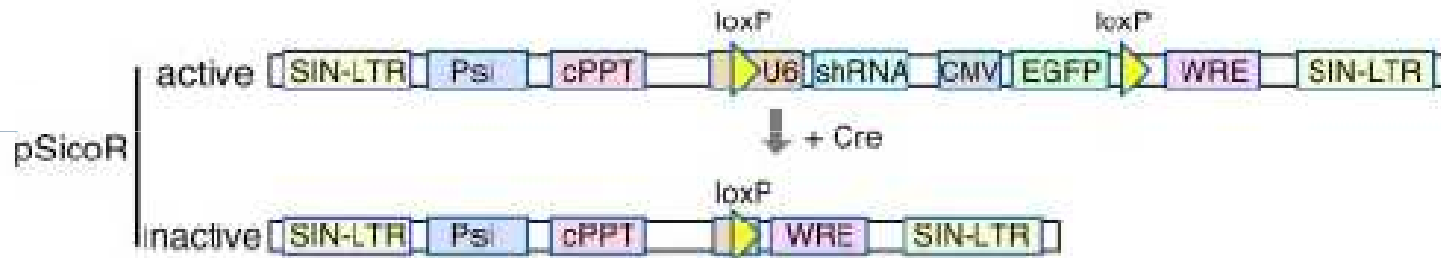 loxP loxP
active SIN-LTR Psi cPPT U6 shRNA CMV EGFP WRE SIN-LTR
+ Cre
pSicoR
loxP
inactive SIN-LTR Psi cPPT WRE SIN-LTR